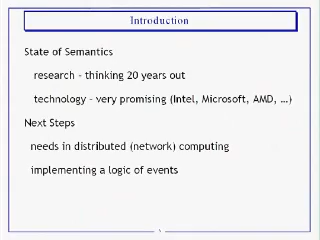 Introduction
State of Semantics
research - thinking 20 years out
technology - very promising (Intel, Microsoft, AMD, …)
Next Steps
needs in distributed (network) computing
implementing a logic of events